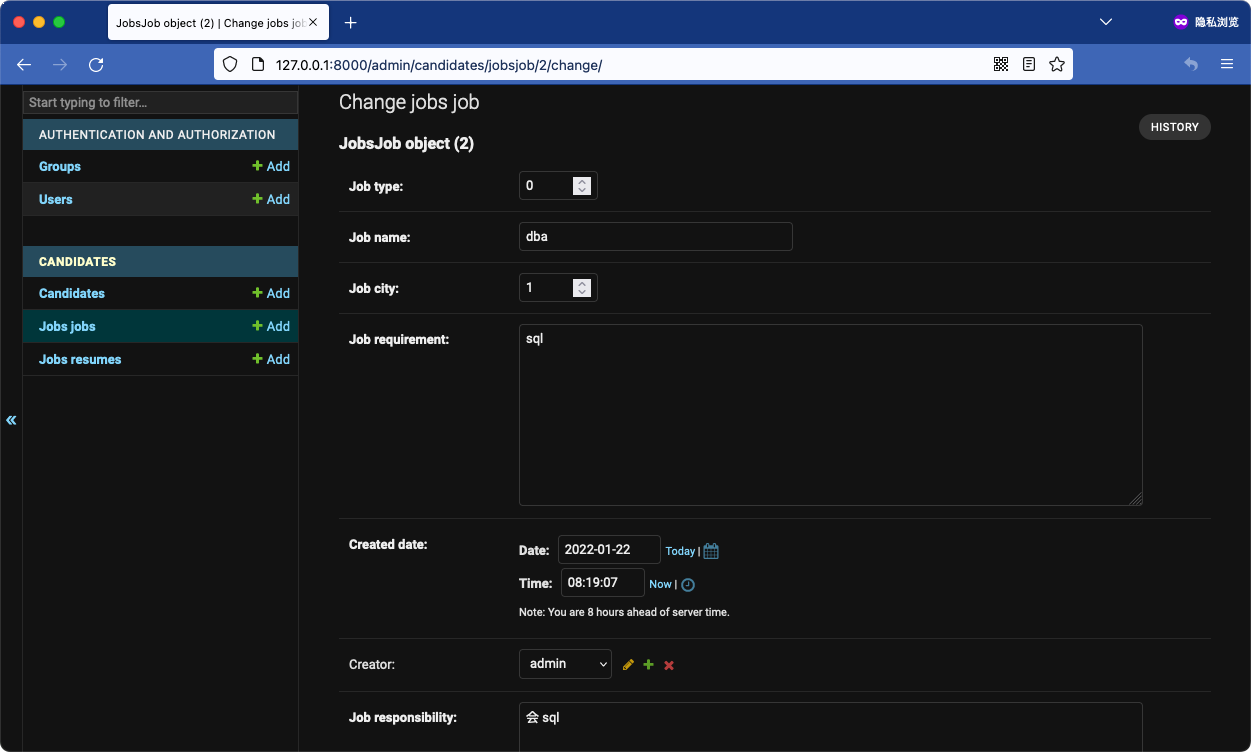 JobsJob object (2) | Change jobs job
隐私浏览
127.0.0.1:8000/admin/candidates/jobsjob/2/change/
Start typing to filter...
AUTHENTICATION AND AUTHORIZATION
Groups Add
Users Add
CANDIDATES
Candidates Add
Jobs jobs Add
Jobs resumes Add
«
Change jobs job
HISTORY
JobsJob object (2)
Job type: 0
Job name: dba
Job city: 1
Job requirement: sql
Created date:
Date: 2022-01-22 Today |
Time: 08:19:07 Now |
Note: You are 8 hours ahead of server time.
Creator: admin
Job responsibility: 会 sql